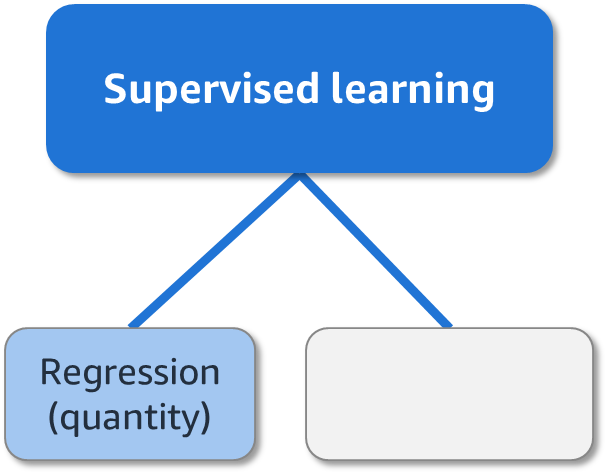 Supervised learning
Regression
(quantity)